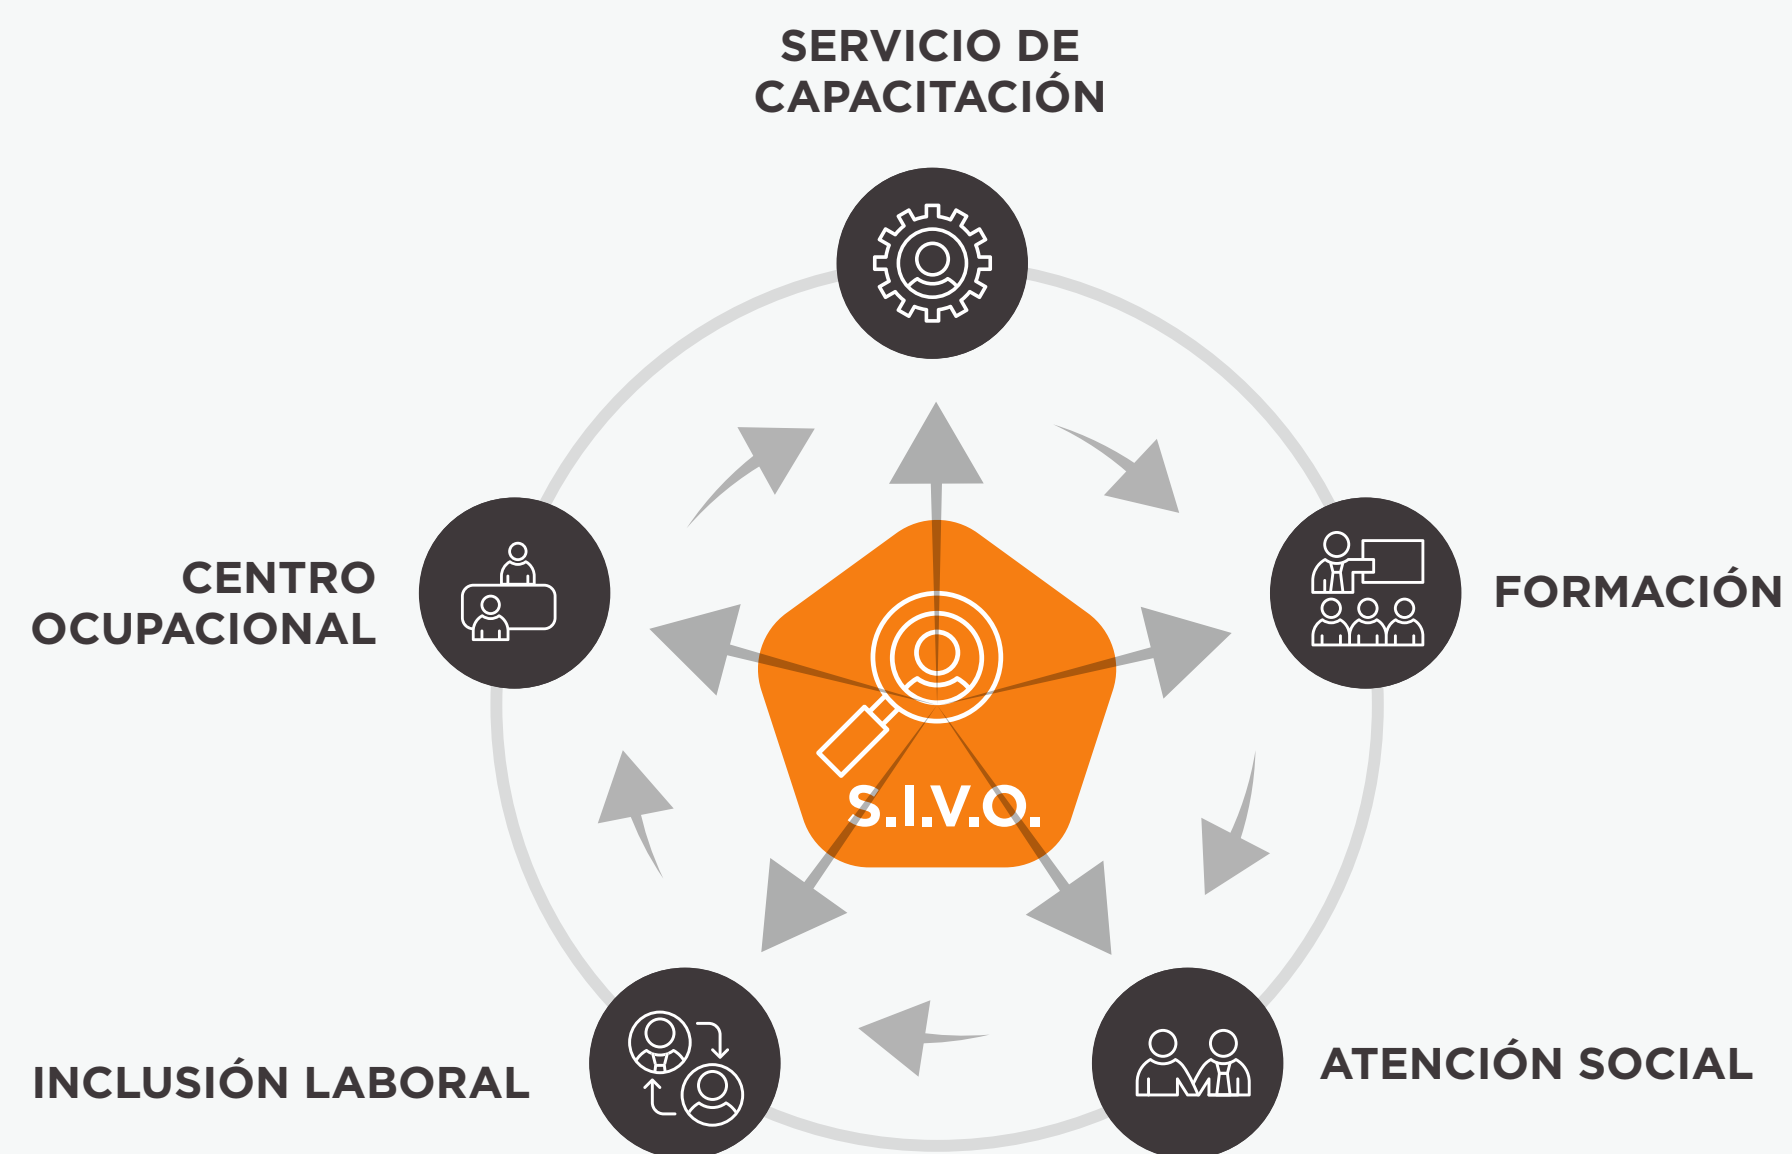 SERVICIO DE
CAPACITACIÓN
CENTRO
OCUPACIONAL
FORMACIÓN
S.I.V.O.
INCLUSIÓN LABORAL
ATENCIÓN SOCIAL